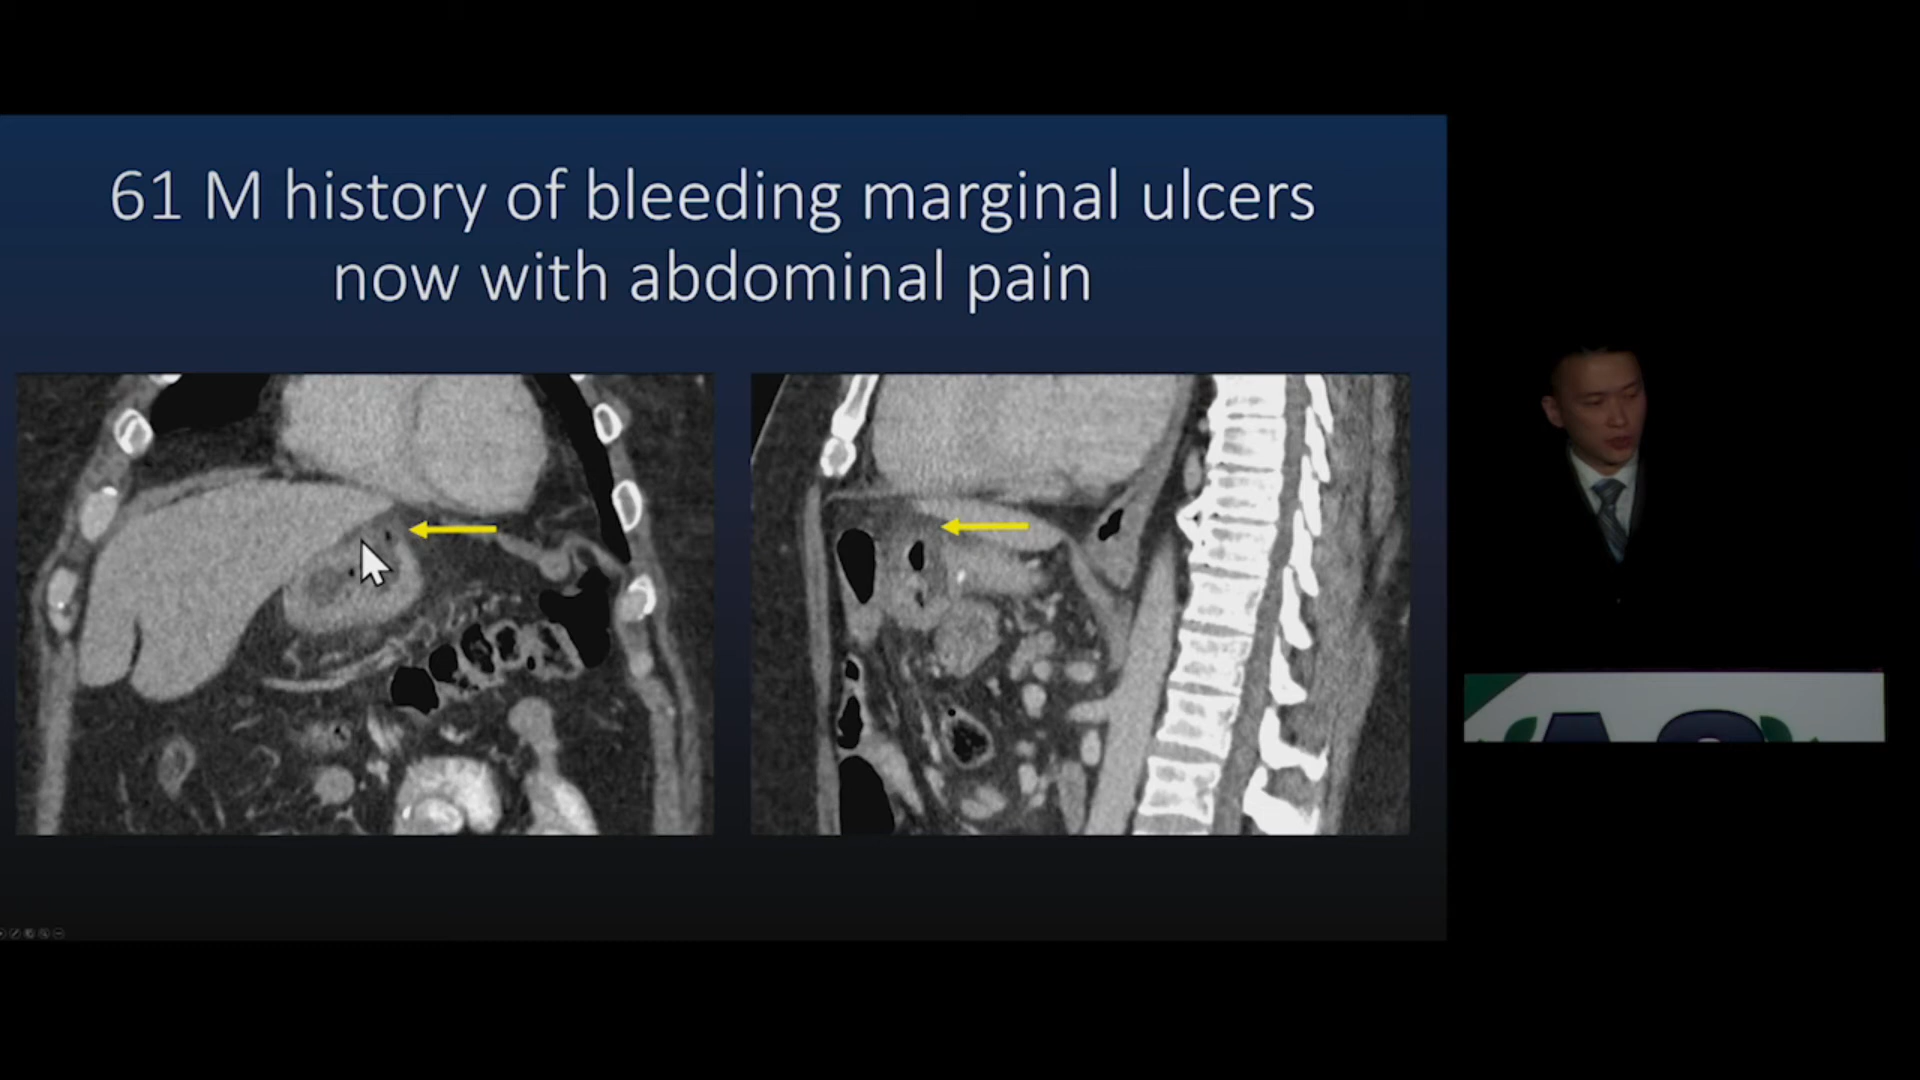 61 M history of bleeding marginal ulcers
now with abdominal pain